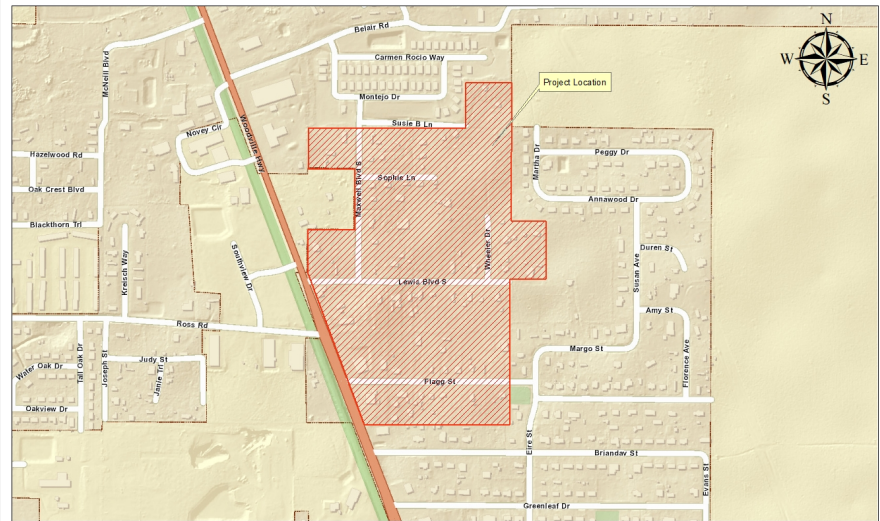 N
W
E
S
Project Location
Belair Rd
Carmen Rocio Way
McNeill Blvd
Montejo Dr
Susie B Ln
Novey Cir
Woodville Hwy
Hazelwood Rd
Martha Dr
Peggy Dr
Sophie Ln
Maxwell Blvd S
Oak Crest Blvd
Annawood Dr
Blackthorn Trl
Wheeler Dr
Duren St
Kreisch Way
Southview Dr
Susan Ave
Lewis Blvd S
Amy St
Ross Rd
Margo St
Florence Ave
Water Oak Dr
Tall Oak Dr
Joseph St
Judy St
Janie Trl
Flagg St
Oakview Dr
Eire St
Brianday St
Evans St
Greenleaf Dr